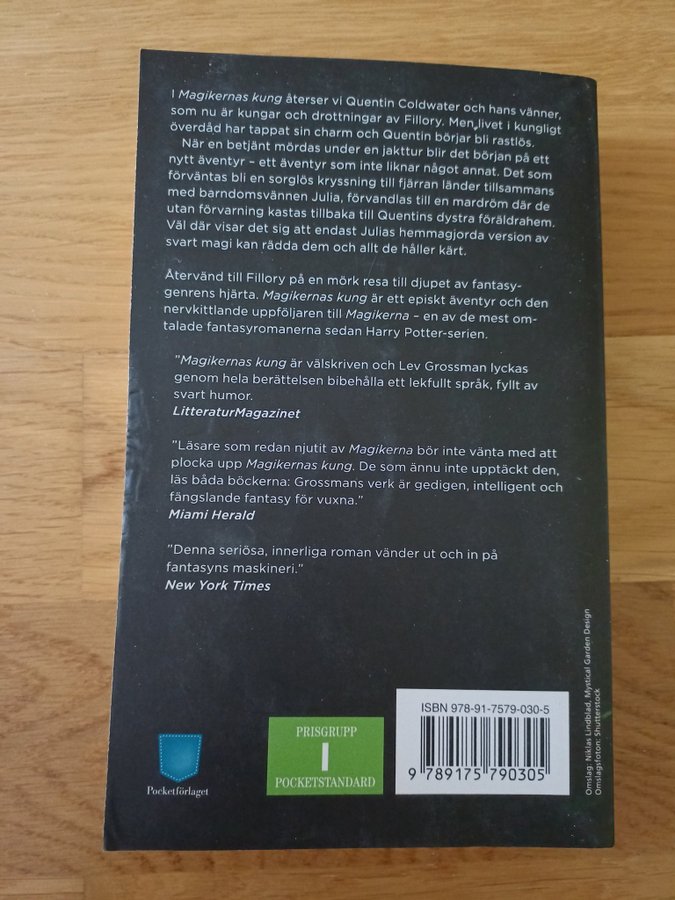 I Magikernas kung återser vi Quentin Coldwater och hans vänner,
som nu är kungar och drottningar av Fillory. Men livet i kungligt
överdåd har tappat sin charm och Quentin börjar bli rastlös.
När en betjänt mördas under en jakttur blir det början på ett
nytt äventyr – ett äventyr som inte liknar något annat. Det som
förväntas bli en sorglös kryssning till fjärran länder tillsammans
med barndomsvännen Julia, förvandlas till en mardröm där de
utan förvarning kastas tillbaka till Quentins dystra föräldrahem.
Väl där visar det sig att endast Julias hemmagjorda version av
svart magi kan rädda dem och allt de håller kärt.
Återvänd till Fillory på en mörk resa till djupet av fantasy-
genrens hjärta. Magikernas kung är ett episkt äventyr och den
nervkittlande uppföljaren till Magikerna – en av de mest om-
talade fantasyromanerna sedan Harry Potter-serien.
”Magikernas kung är välskriven och Lev Grossman lyckas
genom hela berättelsen bibehålla ett lekfullt språk, fyllt av
svart humor.
LitteraturMagazinet
”Läsare som redan njutit av Magikerna bör inte vänta med att
plocka upp Magikernas kung. De som ännu inte upptäckt den,
läs båda böckerna: Grossmans verk är gedigen, intelligent och
fängslande fantasy för vuxna.”
Miami Herald
”Denna seriösa, innerliga roman vänder ut och in på
fantasyns maskineri.”
New York Times
Omslag: Niklas Lindblad, Mystical Garden Design
Omslagsfoton: Shutterstock
Pocketförlaget
PRISGRUPP
I
POCKETSTANDARD
ISBN 978-91-7579-030-5
9 789175 790305